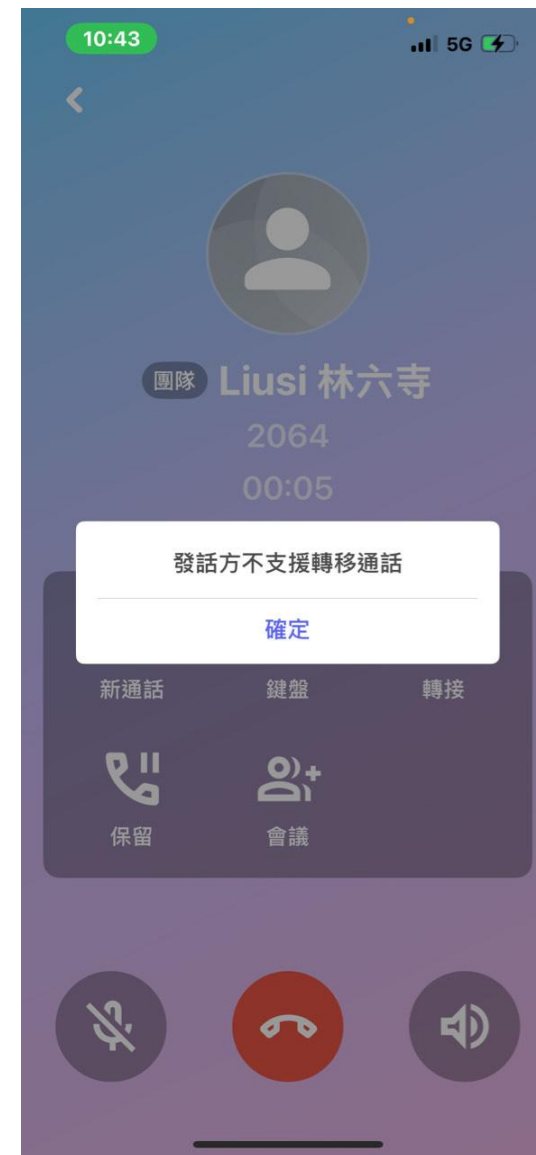 10:43
5G
團隊 Liusi 林六寺
2064
00:05
發話方不支援轉移通話
確定
新通話 鍵盤 轉接
保留 會議